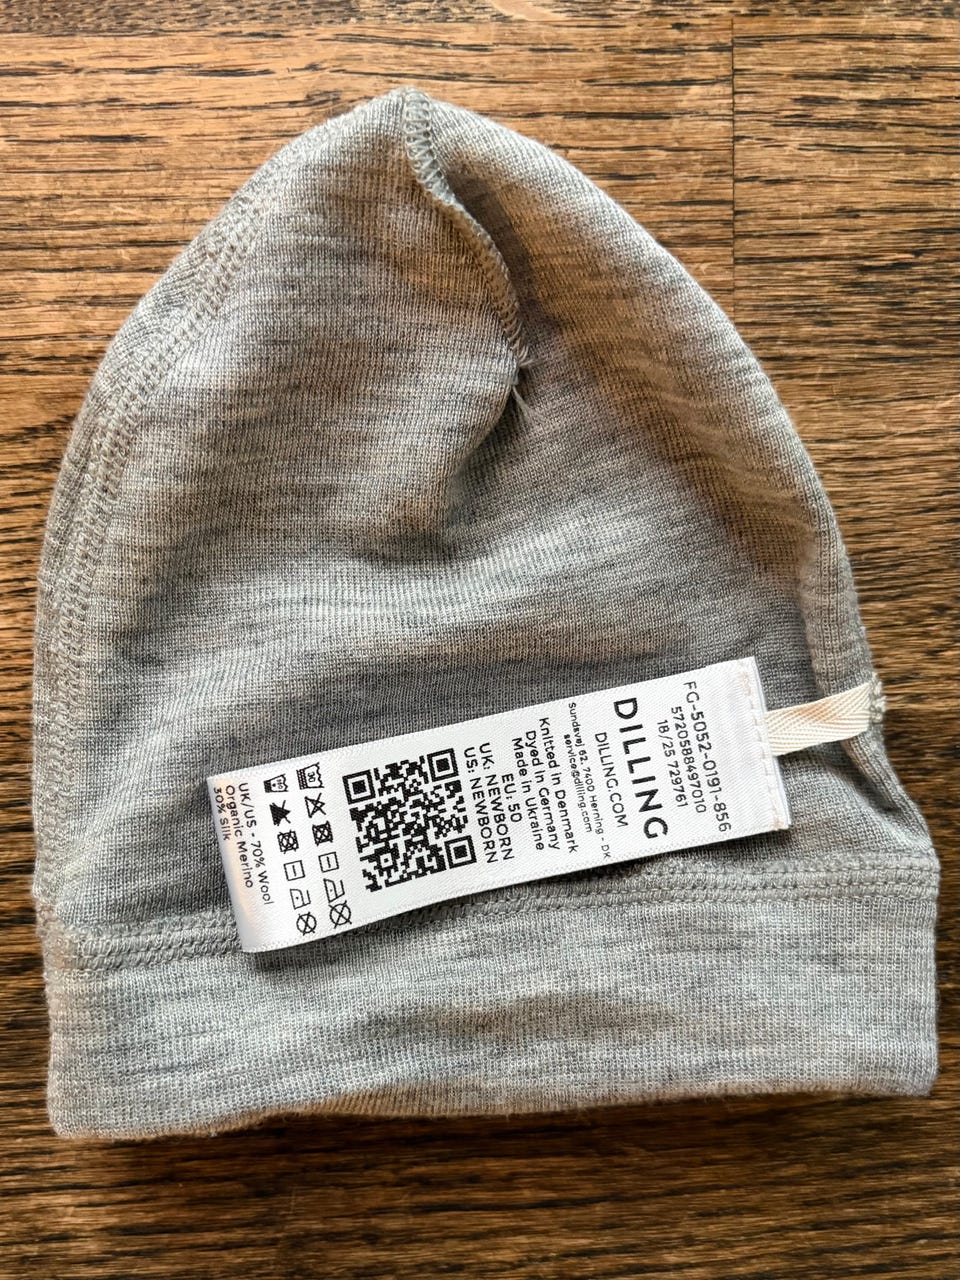 FG-5052-0191-856
5720588497010
18/25 729761
DILLING
DILLING.COM
Sundsvej 62, 7400 Herning - DK
service@dilling.com
Knitted in Denmark
Dyed in Germany
Made in Ukraine
EU: 50
UK: NEWBORN
US: NEWBORN
30
UK/US - 70% Wool
Organic Merino
30% Silk